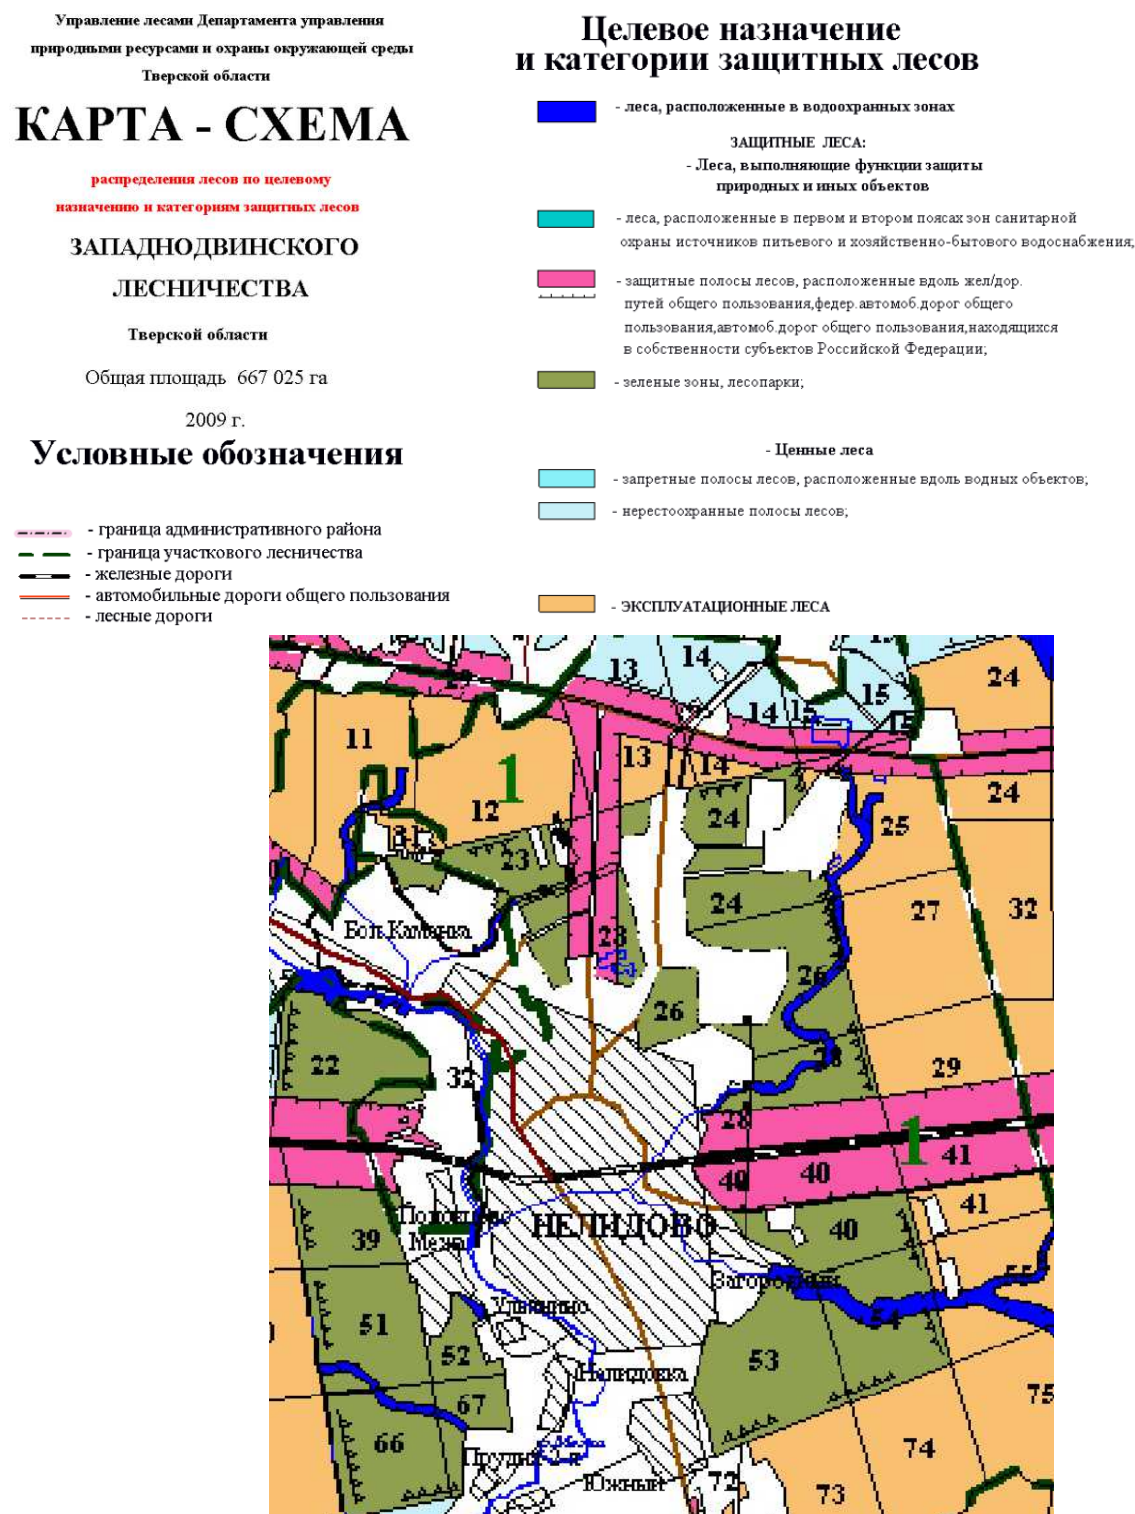 Управление лесами Департамента управления
природными ресурсами и охраны окружающей среды
Тверской области
КАРТА - СХЕМА
распределения лесов по целевому
назначению и категориям защитных лесов
ЗАПАДНОДВИНСКОГО
ЛЕСНИЧЕСТВА
Тверской области
Общая площадь 667 025 га
2009 г.
Условные обозначения
- граница административного района
- граница участкового лесничества
- железные дороги
- автомобильные дороги общего пользования
- лесные дороги
Целевое назначение
и категории защитных лесов
- леса, расположенные в водоохранных зонах
ЗАЩИТНЫЕ ЛЕСА:
- Леса, выполняющие функции защиты
природных и иных объектов
- леса, расположенные в первом и втором поясах зон санитарной
охраны источников питьевого и хозяйственно-бытового водоснабжения;
- защитные полосы лесов, расположенные вдоль жел/дор.
путей общего пользования,федер.автомоб.дорог общего
пользования,автомоб.дорог общего пользования,находящихся
в собственности субъектов Российской Федерации;
- зеленые зоны, лесопарки;
- Ценные леса
- запретные полосы лесов, расположенные вдоль водных объектов;
- нерестоохранные полосы лесов;
- ЭКСПЛУАТАЦИОННЫЕ ЛЕСА
13
14
15
24
14
15
11
1
13
14
24
12
24
25
31
23
24
27
32
Бол.Каменка
23
26
26
22
32
28
29
28
1
41
40
40
41
НЕЛИДОВО
39
40
Загородный
55
51
54
52
53
Нелидовка
67
75
66
74
Южный
72
73